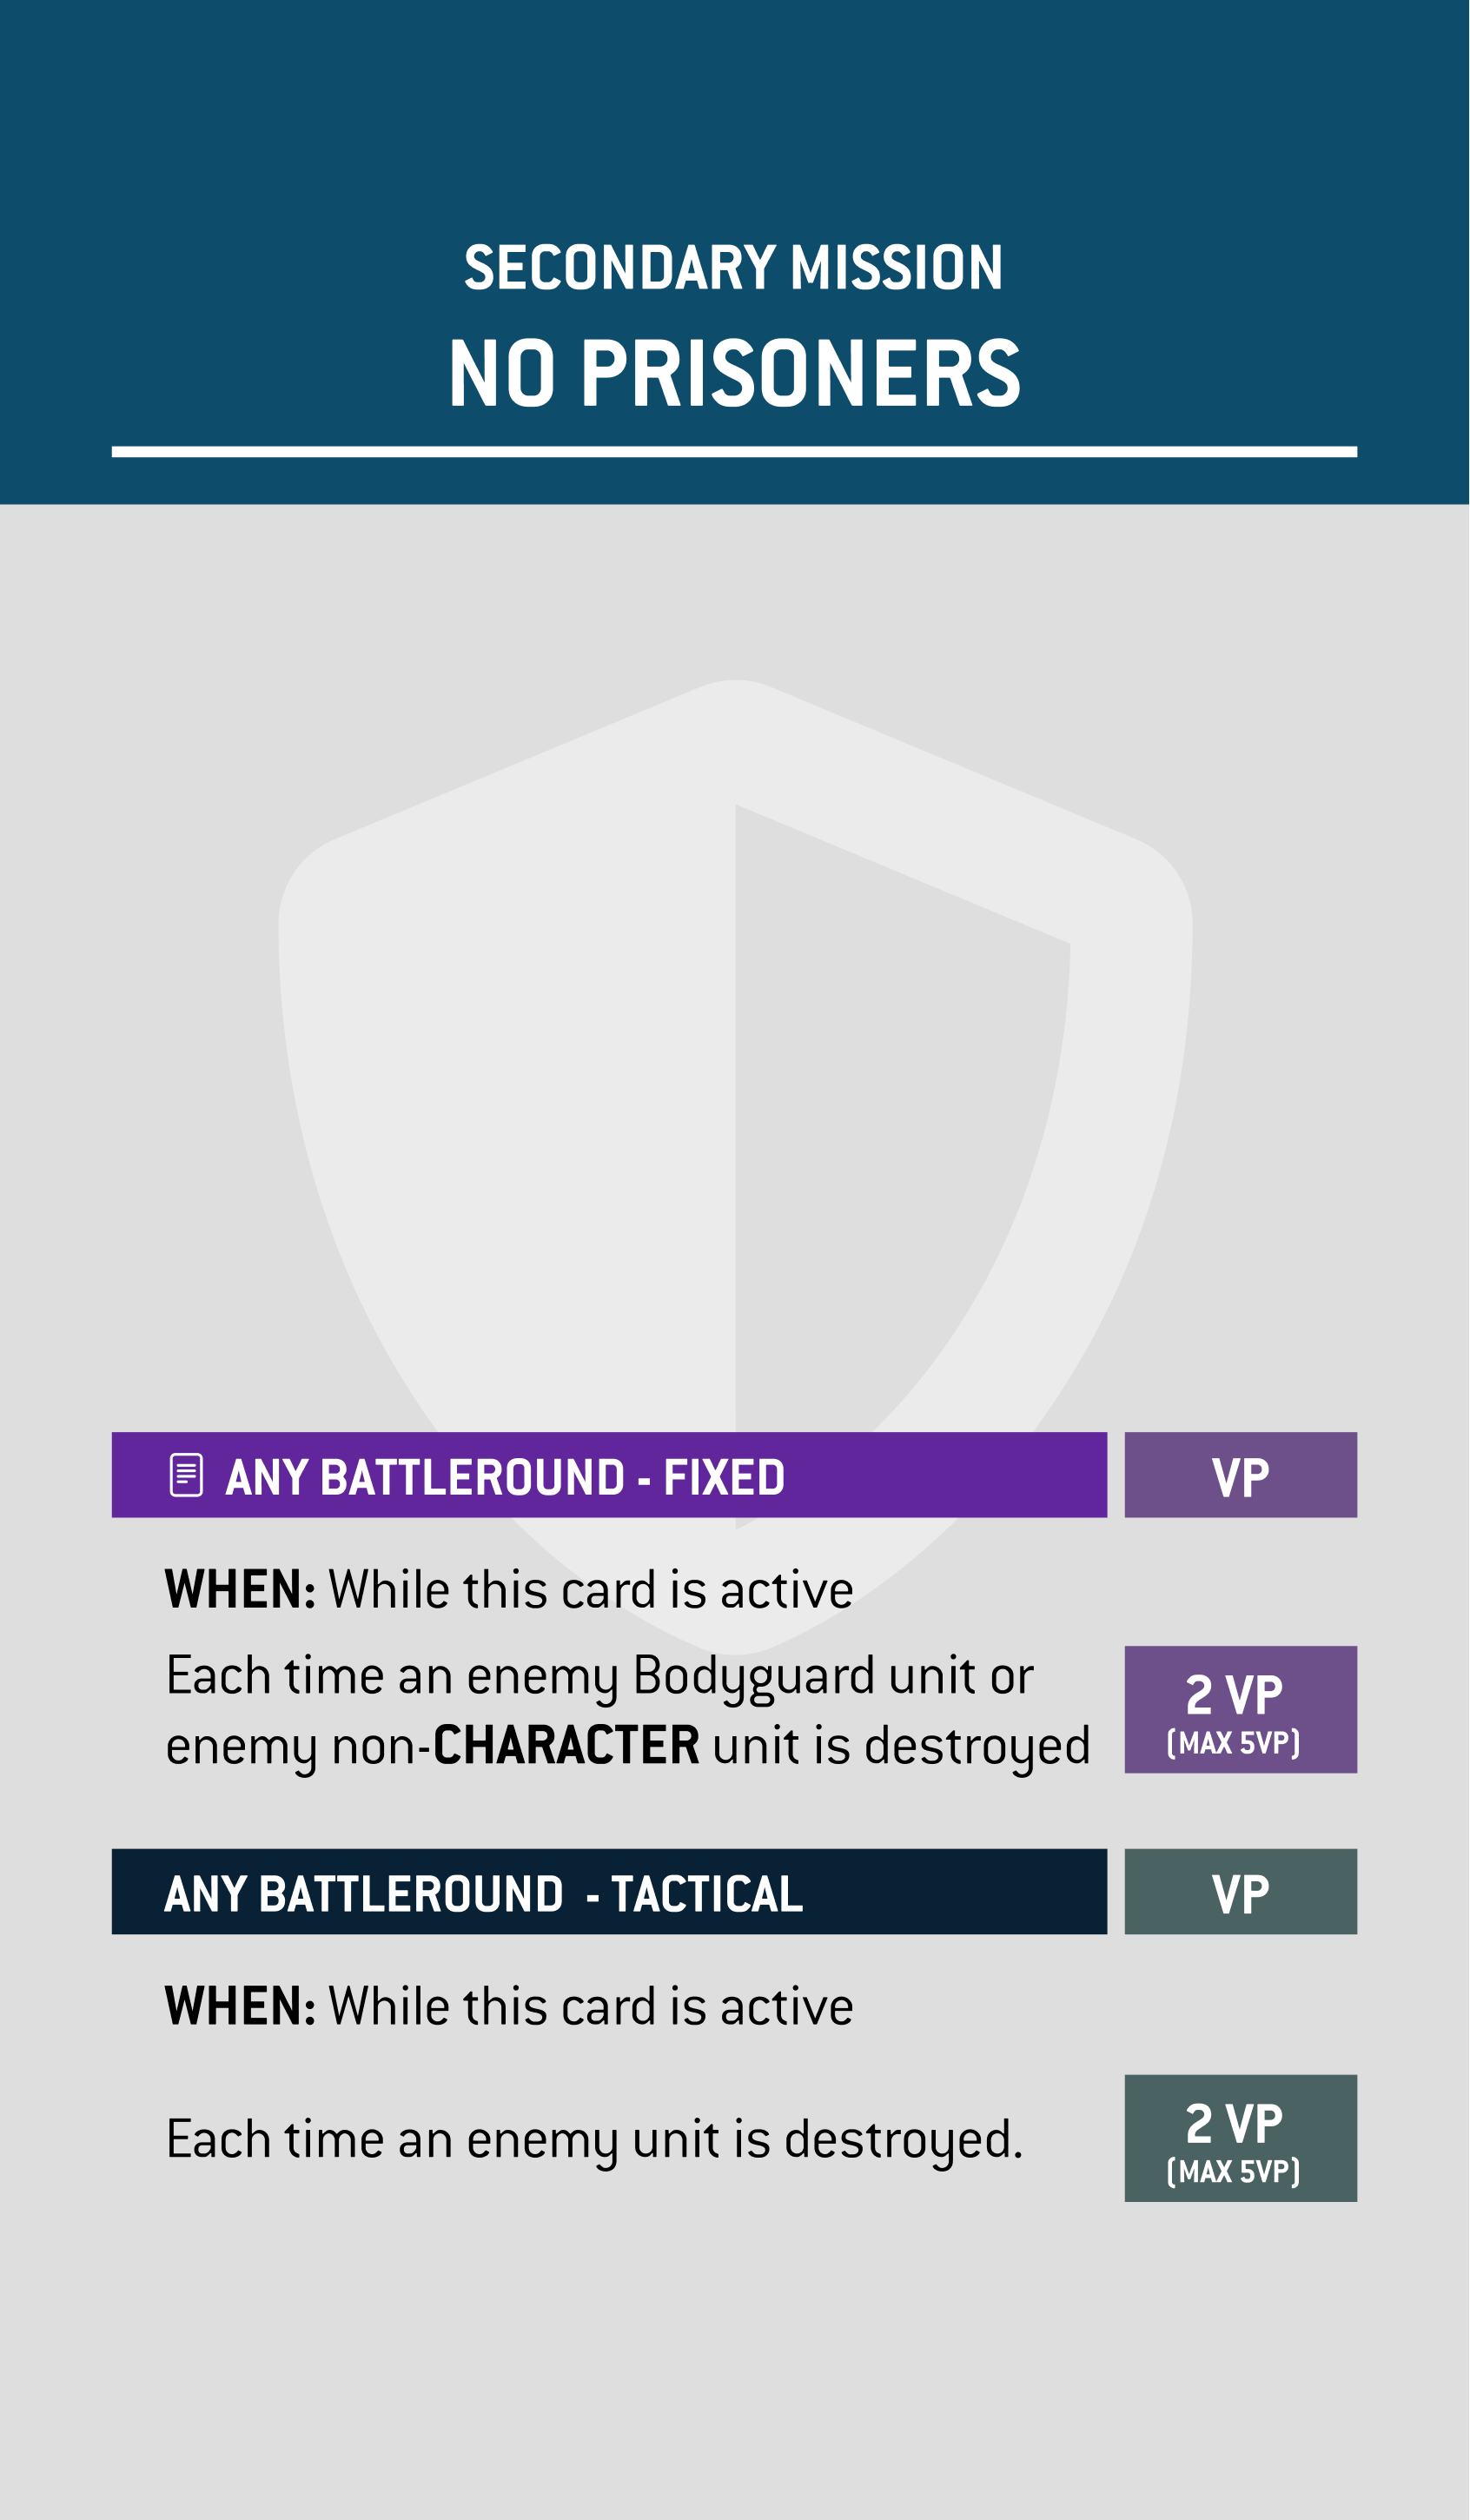 SECONDARY MISSION
NO PRISONERS
ANY BATTLEROUND - FIXED
VP
WHEN: While this card is active
Each time an enemy Bodyguard unit or
enemy non-CHARACTER unit is destroyed
2 VP
(MAX 5VP)
ANY BATTLEROUND - TACTICAL
VP
WHEN: While this card is active
Each time an enemy unit is destroyed.
2 VP
(MAX 5VP)